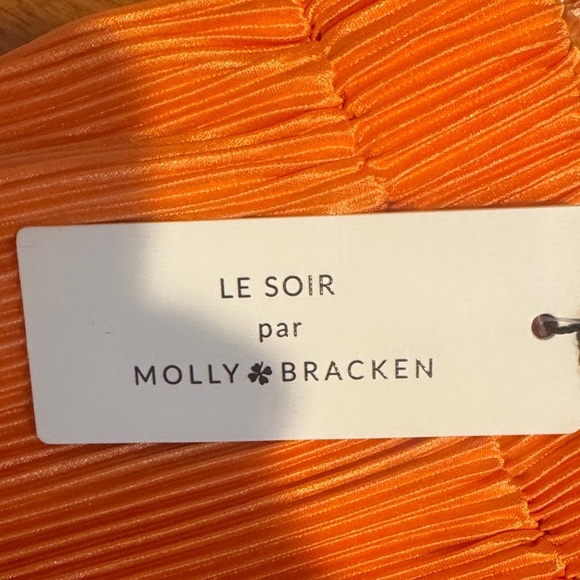 LE SOIR
par
MOLLY BRACKEN